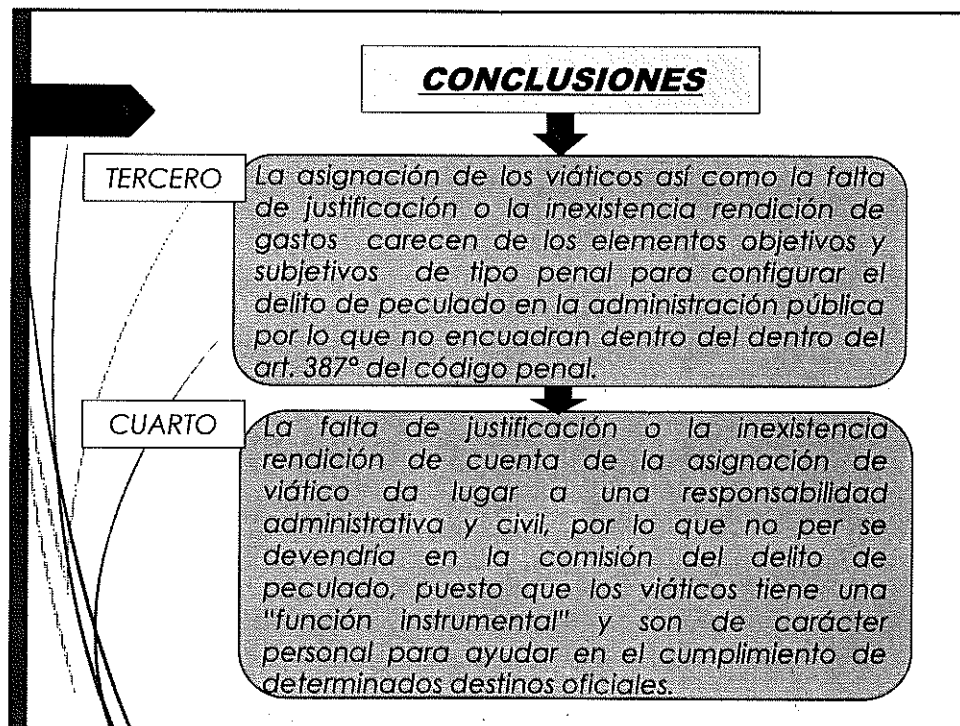 CONCLUSIONES
TERCERO
La asignación de los viáticos así como la falta
de justificación o la inexistencia rendición de
gastos carecen de los elementos objetivos y
subjetivos de tipo penal para configurar el
delito de peculado en la administración pública
por lo que no encuadran dentro del dentro del
art. 387° del código penal.
CUARTO
La falta de justificación o la inexistencia
rendición de cuenta de la asignación de
viático da lugar a una responsabilidad
administrativa y civil, por lo que no per se
devendría en la comisión del delito de
peculado, puesto que los viáticos tiene una
"función instrumental" y son de carácter
personal para ayudar en el cumplimiento de
determinados destinos oficiales.